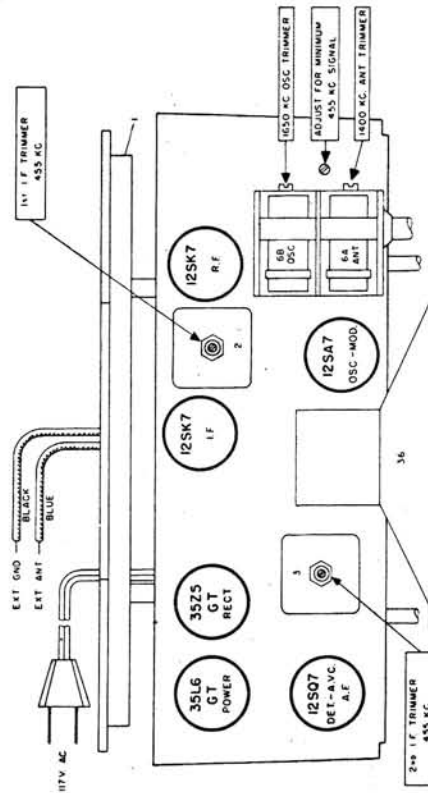 117V AC
EXT GND
BLACK
EXT ANT
BLUE
1ST I.F TRIMMER
455 KC
1
35L6
GT
POWER
35Z5
GT
RECT
12SK7
I.F
2
12SK7
R.F
12SQ7
DET.-A.V.C.
A.F
3
36
12SA7
OSC-MOD.
6B
OSC
6A
ANT
1650 KC OSC TRIMMER
ADJUST FOR MINIMUM
455 KC SIGNAL
1400 KC. ANT TRIMMER
2ND I F TRIMMER
455 KC